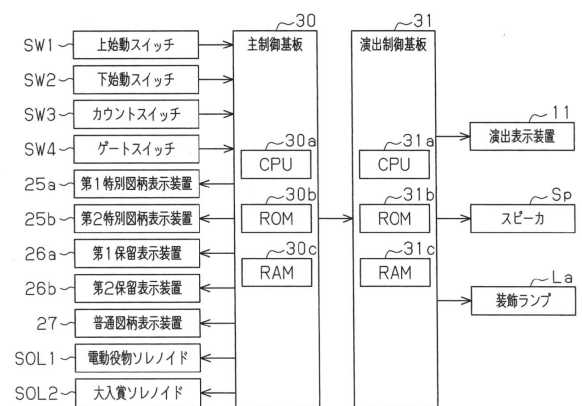 30
31
主制御基板
演出制御基板
SW1
上始動スイッチ
SW2
下始動スイッチ
SW3
カウントスイッチ
SW4
ゲートスイッチ
25a
第1特別図柄表示装置
25b
第2特別図柄表示装置
26a
第1保留表示装置
26b
第2保留表示装置
27
普通図柄表示装置
SOL1
電動役物ソレノイド
SOL2
大入賞ソレノイド
30a
CPU
30b
ROM
30c
RAM
31a
CPU
31b
ROM
31c
RAM
11
演出表示装置
Sp
スピーカ
La
装飾ランプ